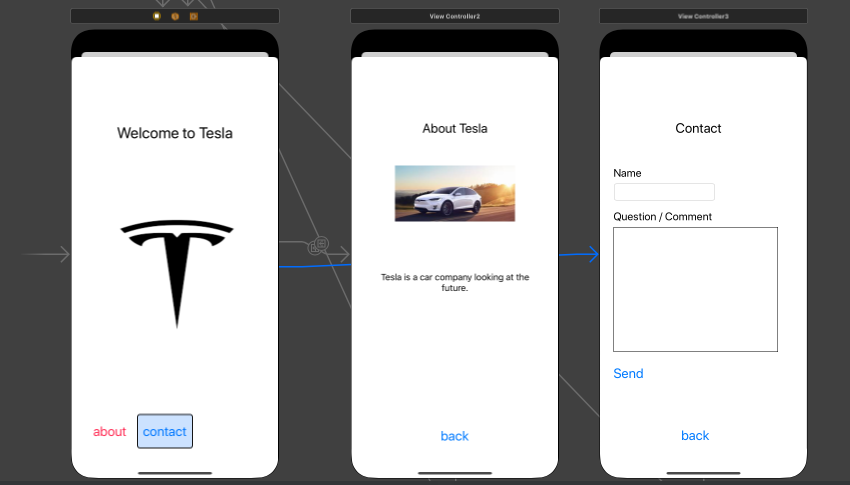 View Controller2
View Controller3
Welcome to Tesla
about
contact
About Tesla
Tesla is a car company looking at the
future.
back
Contact
Name
Question / Comment
Send
back